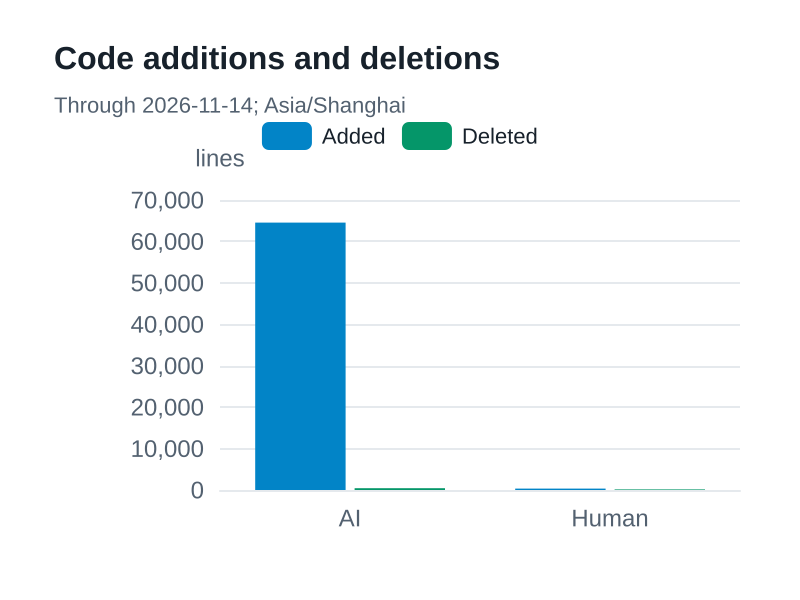 Code additions and deletions
Through 2026-11-14; Asia/Shanghai
Added Deleted
lines
70,000
60,000
50,000
40,000
30,000
20,000
10,000
0
AI Human